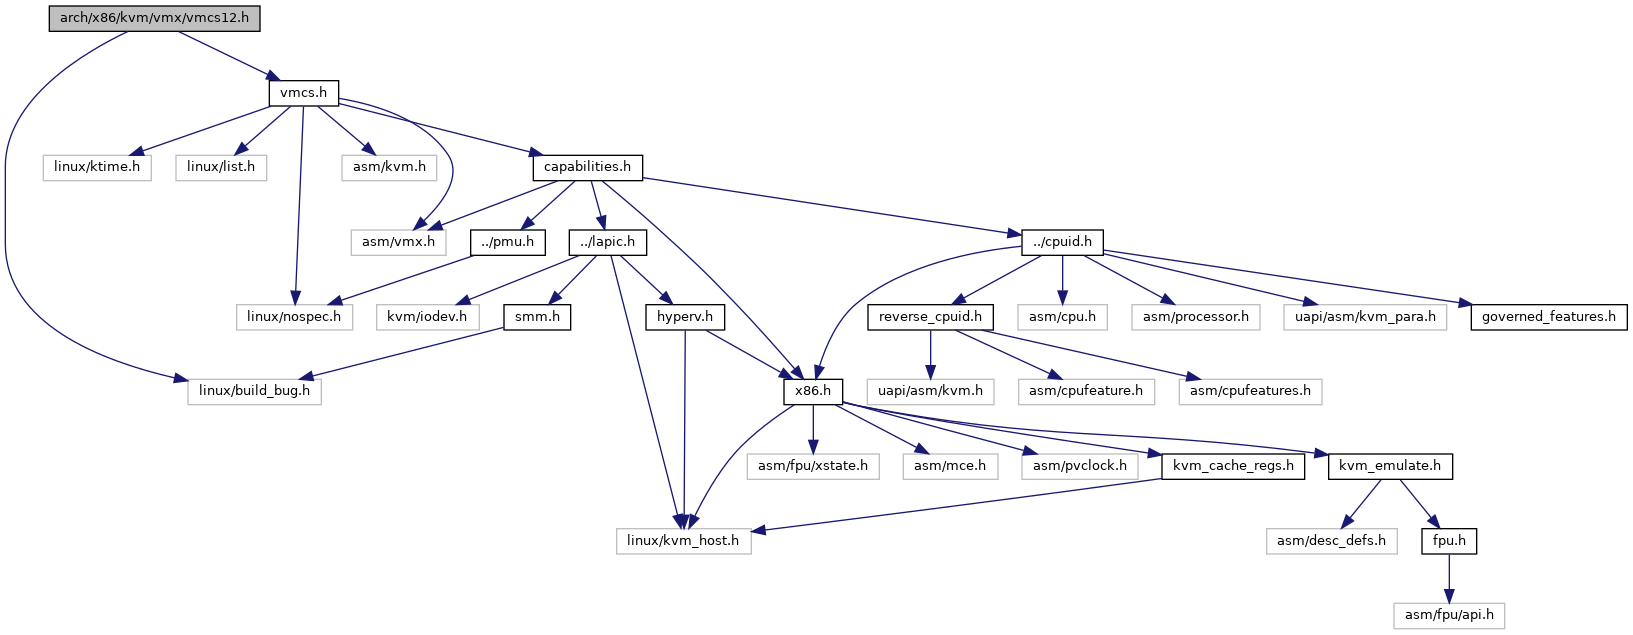 arch/x86/kvm/vmx/vmcs12.h
vmcs.h
linux/ktime.h
linux/list.h
asm/kvm.h
capabilities.h
asm/vmx.h
../pmu.h
../lapic.h
../cpuid.h
linux/nospec.h
kvm/iodev.h
smm.h
hyperv.h
reverse_cpuid.h
asm/cpu.h
asm/processor.h
uapi/asm/kvm_para.h
governed_features.h
linux/build_bug.h
x86.h
uapi/asm/kvm.h
asm/cpufeature.h
asm/cpufeatures.h
asm/fpu/xstate.h
asm/mce.h
asm/pvclock.h
kvm_cache_regs.h
kvm_emulate.h
linux/kvm_host.h
asm/desc_defs.h
fpu.h
asm/fpu/api.h